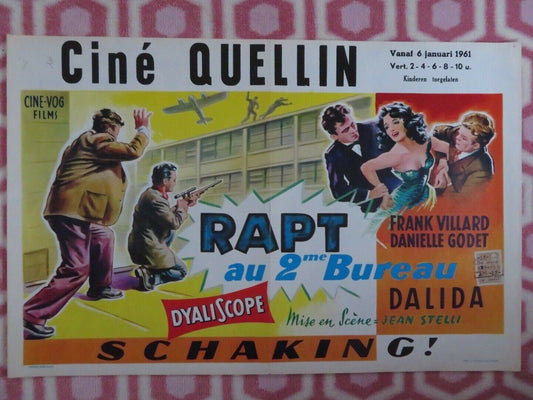 Ciné QUELLIN
Vanaf 6 januari 1961
Vert. 2 - 4 - 6 - 8 - 10 u.
Kinderen toegelaten
CINE-VOG
FILMS
RAPT
au 2me Bureau
FRANK VILLARD
DANIELLE GODET
DALIDA
DYALISCOPE
Mise en Scène = JEAN STELLI
SCHAKING!